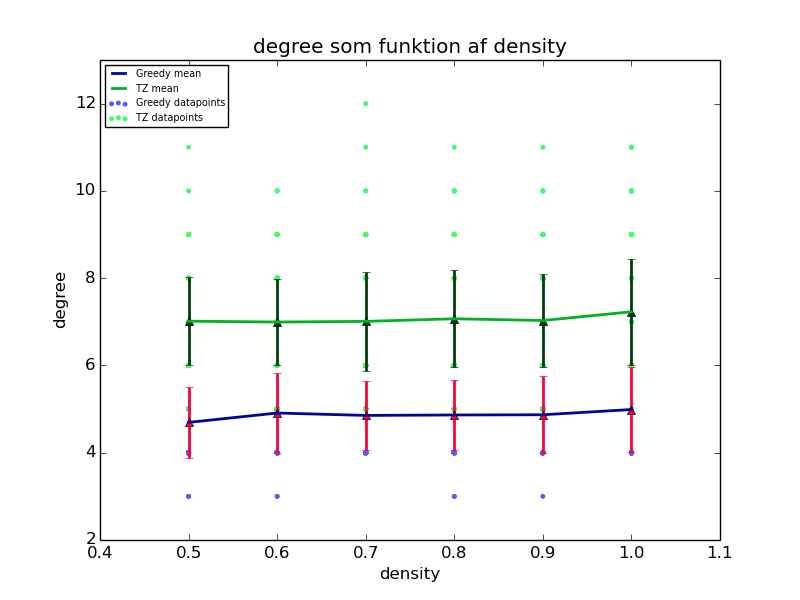 degree som funktion af density
Greedy mean
TZ mean
Greedy datapoints
TZ datapoints
12
10
8
6
4
2
degree
0.4 0.5 0.6 0.7 0.8 0.9 1.0 1.1
density